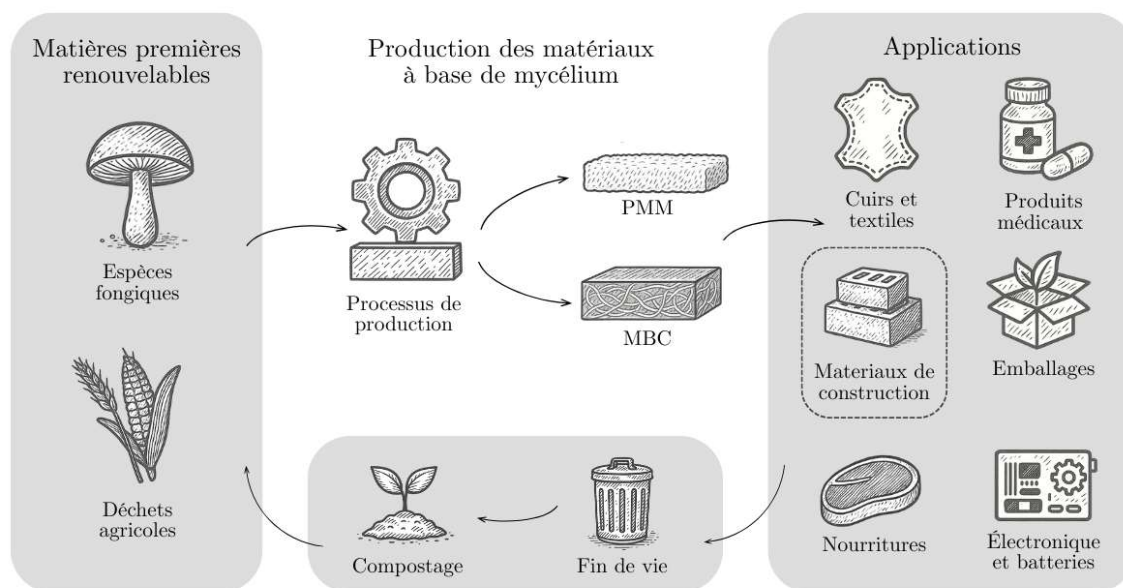 Matières premières
renouvelables
Espèces
fongiques
Déchets
agricoles
Production des matériaux
à base de mycélium
Processus de
production
PMM
MBC
Compostage
Fin de vie
Applications
Cuirs et
textiles
Produits
médicaux
Materiaux de
construction
Emballages
Nourritures
Électronique
et batteries